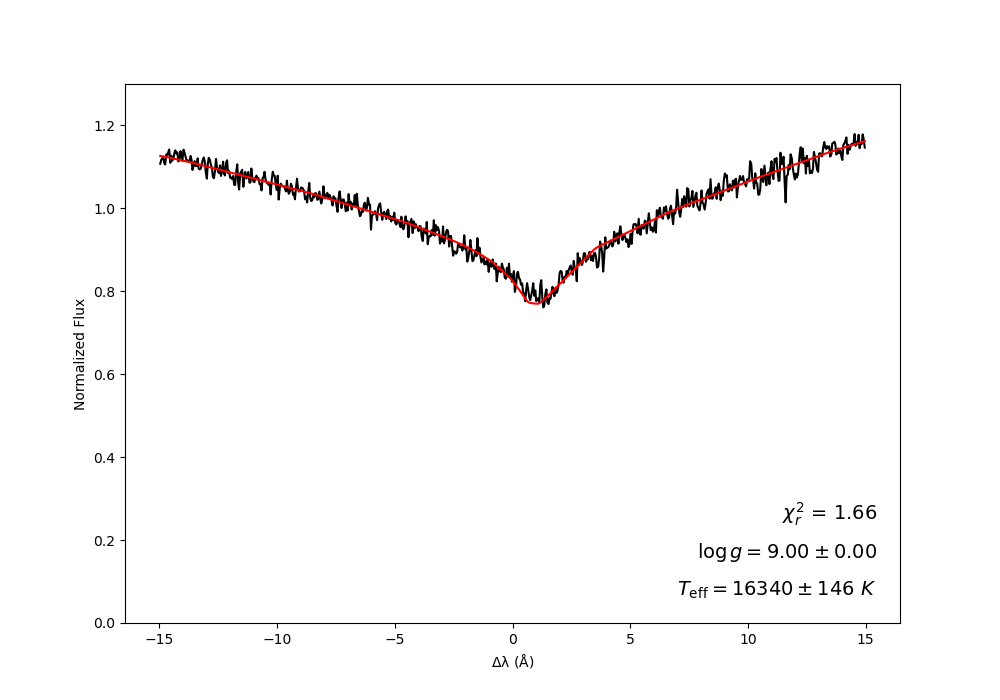 1.2
1.0
0.8
0.6
0.4
0.2
0.0
Normalized Flux
χ²ᵣ = 1.66
log g = 9.00 ± 0.00
T_eff = 16340 ± 146 K
−15 −10 −5 0 5 10 15
Δλ (Å)